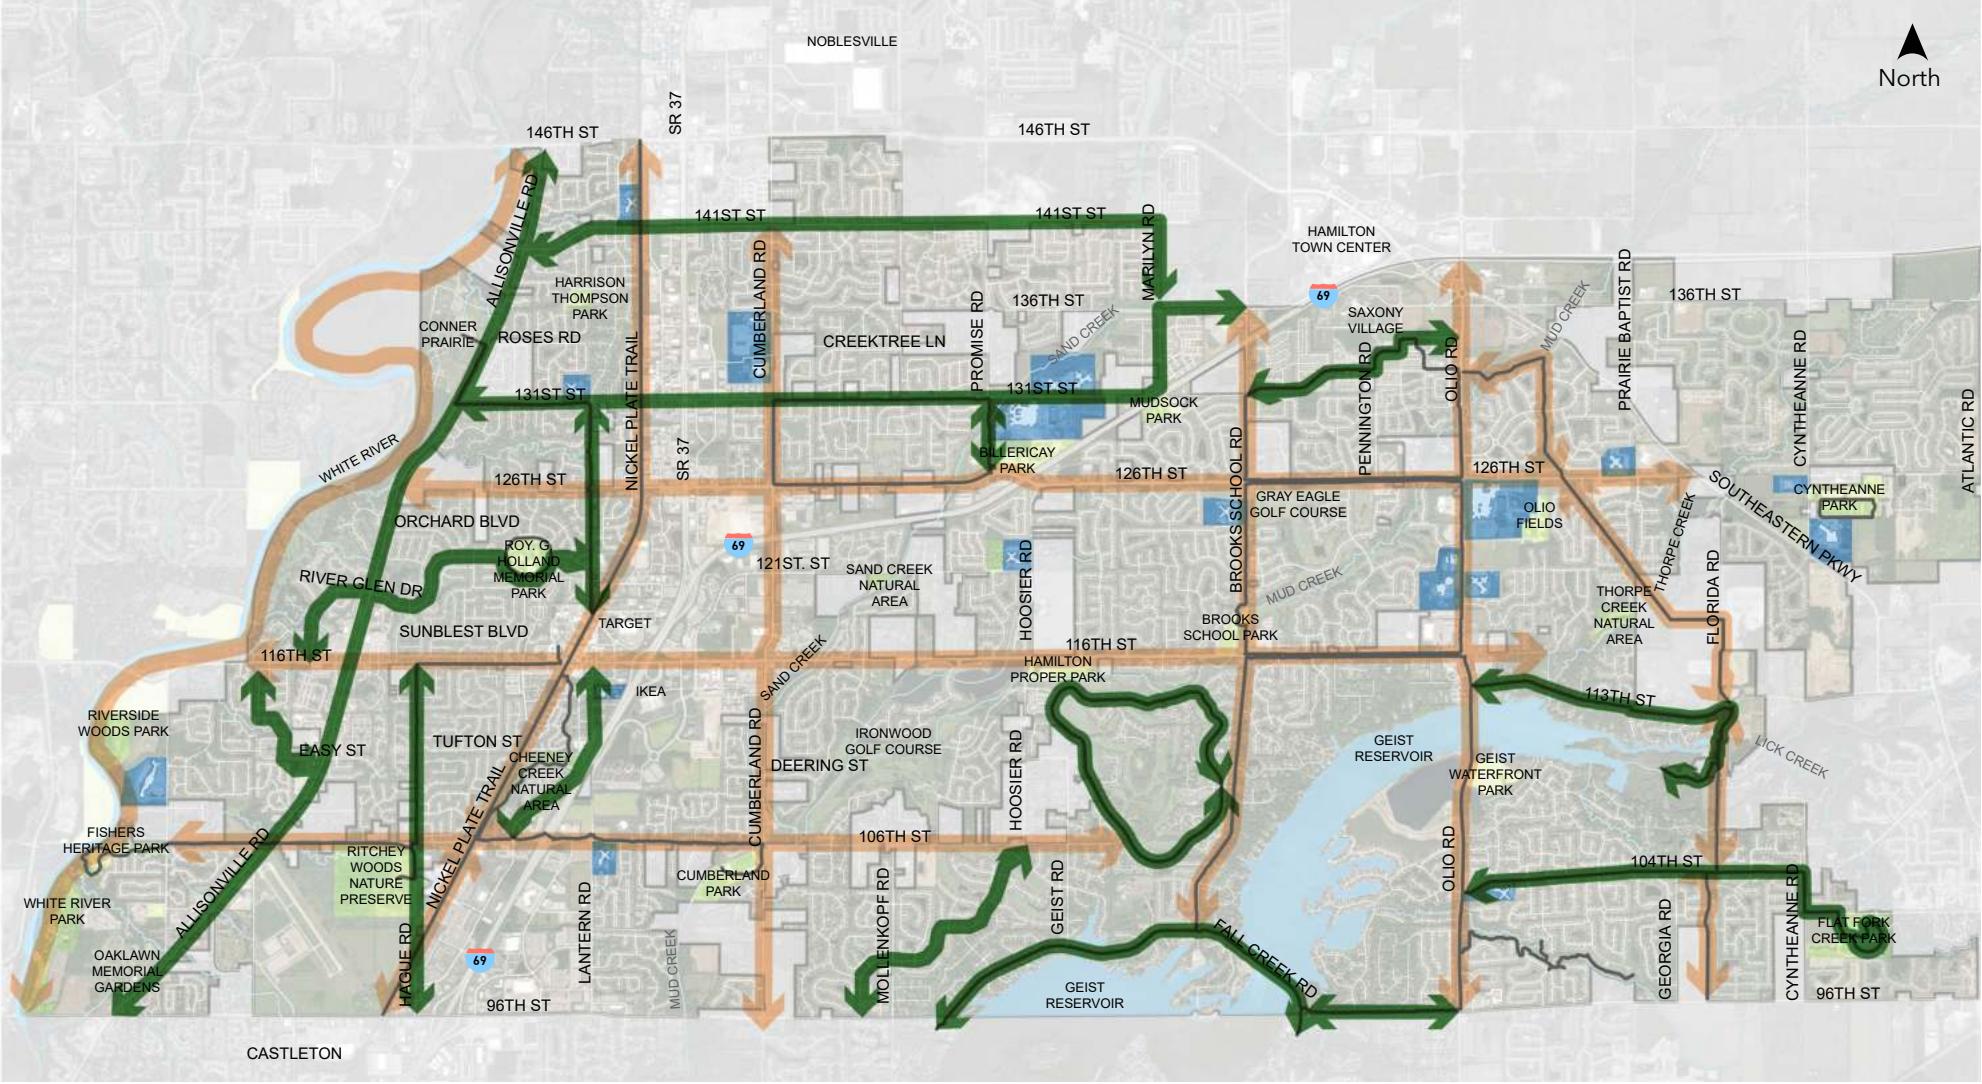 NOBLESVILLE
North
SR 37
146TH ST
146TH ST
ALLISONVILLE RD
141ST ST
141ST ST
MARILYN RD
HAMILTON
TOWN CENTER
CUMBERLAND RD
PRAIRIE BAPTIST RD
HARRISON
THOMPSON
PARK
136TH ST
SAND CREEK
69
136TH ST
MUD CREEK
CONNER
PRAIRIE
ROSES RD
NICKEL PLATE TRAIL
CREEKTREE LN
PROMISE RD
SAXONY
VILLAGE
PENNINGTON RD
OLIO RD
CYNTHEANNE RD
ATLANTIC RD
131ST ST
131ST ST
MUDSOCK
PARK
WHITE RIVER
SR 37
BILLERICAY
PARK
126TH ST
126TH ST
126TH ST
BROOKS SCHOOL RD
GRAY EAGLE
GOLF COURSE
OLIO
FIELDS
THORPE CREEK
SOUTHEASTERN PKWY
CYNTHEANNE
PARK
ORCHARD BLVD
ROY. G
HOLLAND
MEMORIAL
PARK
69
121ST. ST
HOOSIER RD
SAND CREEK
NATURAL
AREA
RIVER GLEN DR
MUD CREEK
THORPE
CREEK
NATURAL
AREA
FLORIDA RD
SUNBLEST BLVD
TARGET
BROOKS
SCHOOL PARK
116TH ST
116TH ST
SAND CREEK
HAMILTON
PROPER PARK
IKEA
113TH ST
RIVERSIDE
WOODS PARK
EASY ST
TUFTON ST
CHEENEY
CREEK
NATURAL
AREA
CUMBERLAND RD
IRONWOOD
GOLF COURSE
DEERING ST
HOOSIER RD
GEIST
RESERVOIR
GEIST
WATERFRONT
PARK
LICK CREEK
NICKEL PLATE TRAIL
FISHERS
HERITAGE PARK
ALLISONVILLE RD
RITCHEY
WOODS
NATURE
PRESERVE
106TH ST
CUMBERLAND
PARK
OLIO RD
104TH ST
WHITE RIVER
PARK
LANTERN RD
MOLLENKOPF RD
GEIST RD
GEORGIA RD
CYNTHEANNE RD
FLAT FORK
CREEK PARK
OAKLAWN
MEMORIAL
GARDENS
HAGUE RD
69
MUD CREEK
FALL CREEK RD
GEIST
RESERVOIR
96TH ST
96TH ST
CASTLETON